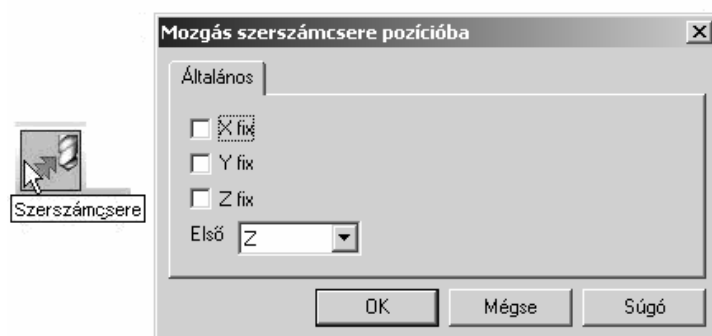 Mozgás szerszámcsere pozícióba
Általános
X fix
Y fix
Z fix
Első Z
Szerszámcsere
OK Mégse Súgó